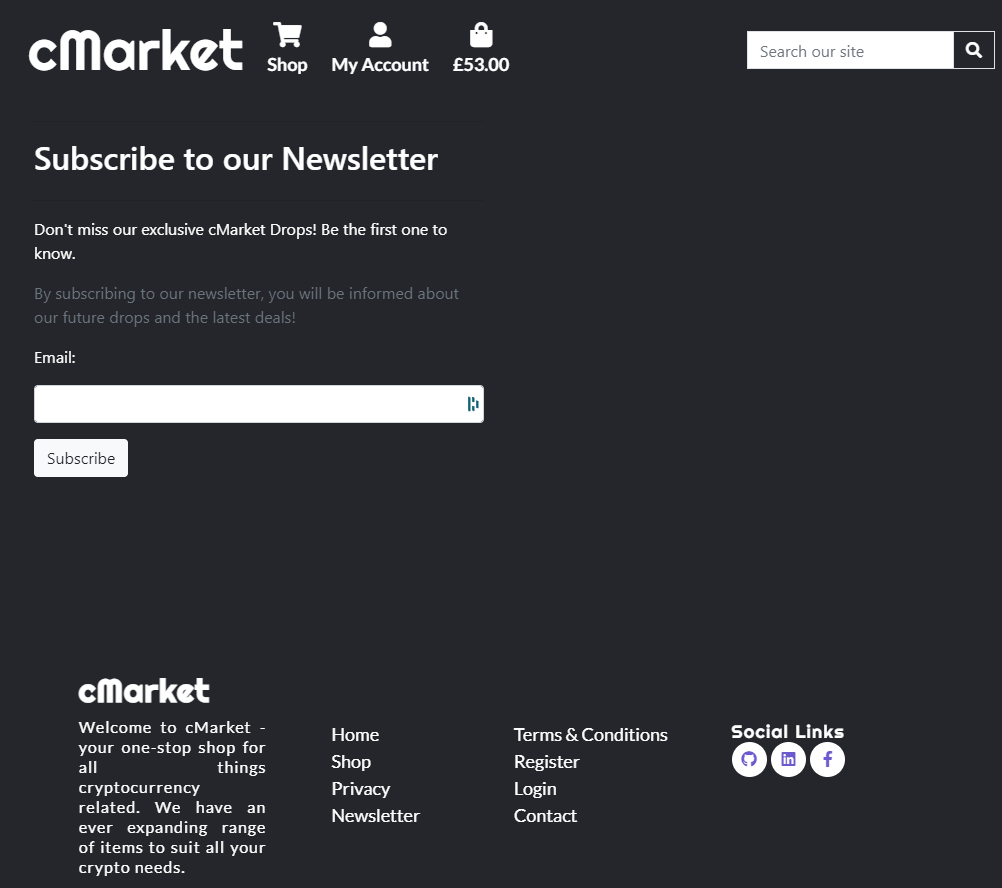 cMarket
Shop
My Account
£53.00
Search our site
Subscribe to our Newsletter
Don't miss our exclusive cMarket Drops! Be the first one to
know.
By subscribing to our newsletter, you will be informed about
our future drops and the latest deals!
Email:
Subscribe
cMarket
Welcome to cMarket -
your one-stop shop for
all things
cryptocurrency
related. We have an
ever expanding range
of items to suit all your
crypto needs.
Home
Shop
Privacy
Newsletter
Terms & Conditions
Register
Login
Contact
Social Links